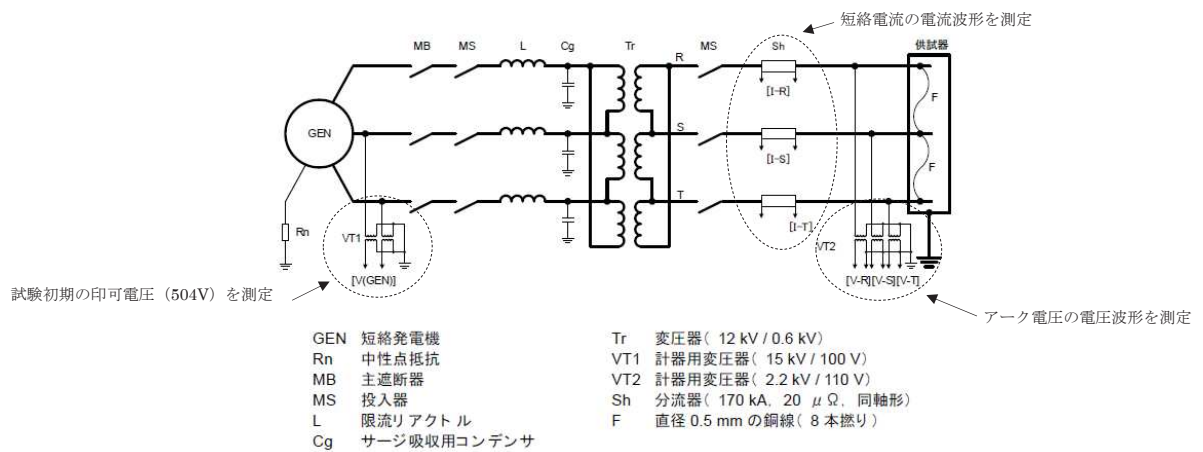 短絡電流の電流波形を測定
MB MS L Cg Tr R MS Sh 供試器
[I-R]
F
GEN
S
[I-S]
F
T
Rn
VT1
[I-T]
VT2
[V(GEN)]
[V-R][V-S][V-T]
試験初期の印可電圧（504V）を測定
アーク電圧の電圧波形を測定
GEN 短絡発電機
Rn 中性点抵抗
MB 主遮断器
MS 投入器
L 限流リアクトル
Cg サージ吸収用コンデンサ
Tr 変圧器( 12 kV / 0.6 kV)
VT1 計器用変圧器( 15 kV / 100 V)
VT2 計器用変圧器( 2.2 kV / 110 V)
Sh 分流器( 170 kA, 20 μΩ, 同軸形)
F 直径 0.5 mm の銅線( 8 本撚り)